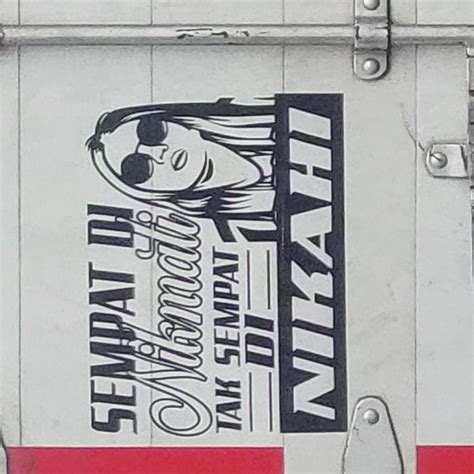 SEMPAT DI
Nikmati
TAK SEMPAT
DI
NIKAHI